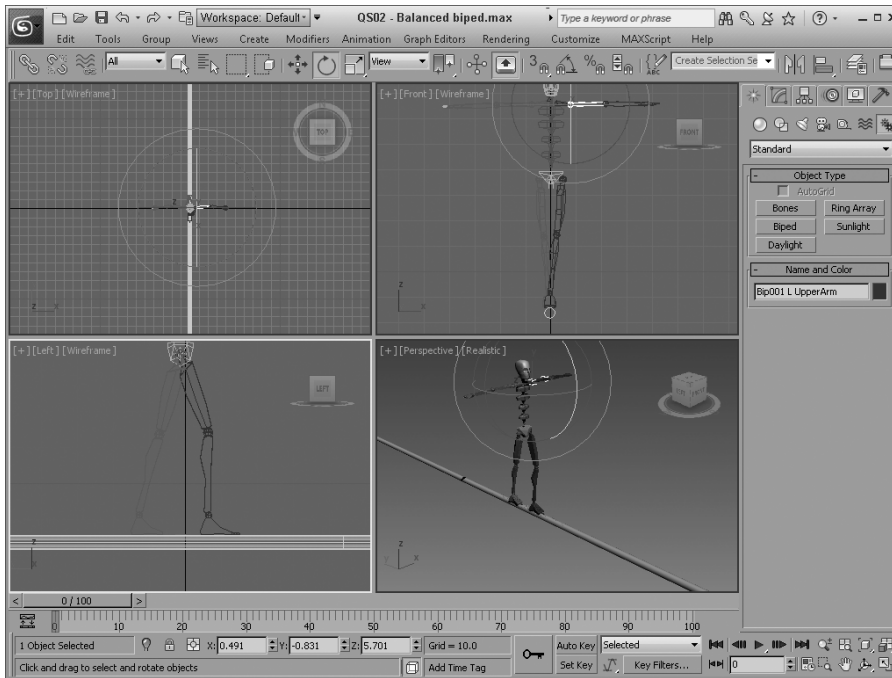 Workspace: Default
QS02 - Balanced biped.max
Type a keyword or phrase
Edit Tools Group Views Create Modifiers Animation Graph Editors Rendering Customize MAXScript Help
All
View
3
Create Selection Se
[+][Top][Wireframe]
TOP
z
x
z
x
[+][Front][Wireframe]
FRONT
z
x
Standard
- Object Type
AutoGrid
Bones Ring Array
Biped Sunlight
Daylight
- Name and Color
Bip001 L UpperArm
[+][Left][Wireframe]
LEFT
z
[+][Perspective][Realistic]
z
y x
< 0 / 100 >
0 10 20 30 40 50 60 70 80 90 100
1 Object Selected X: 0.491 Y: -0.831 Z: 5.701 Grid = 10.0 Auto Key Selected
Click and drag to select and rotate objects Add Time Tag Set Key Key Filters... 0